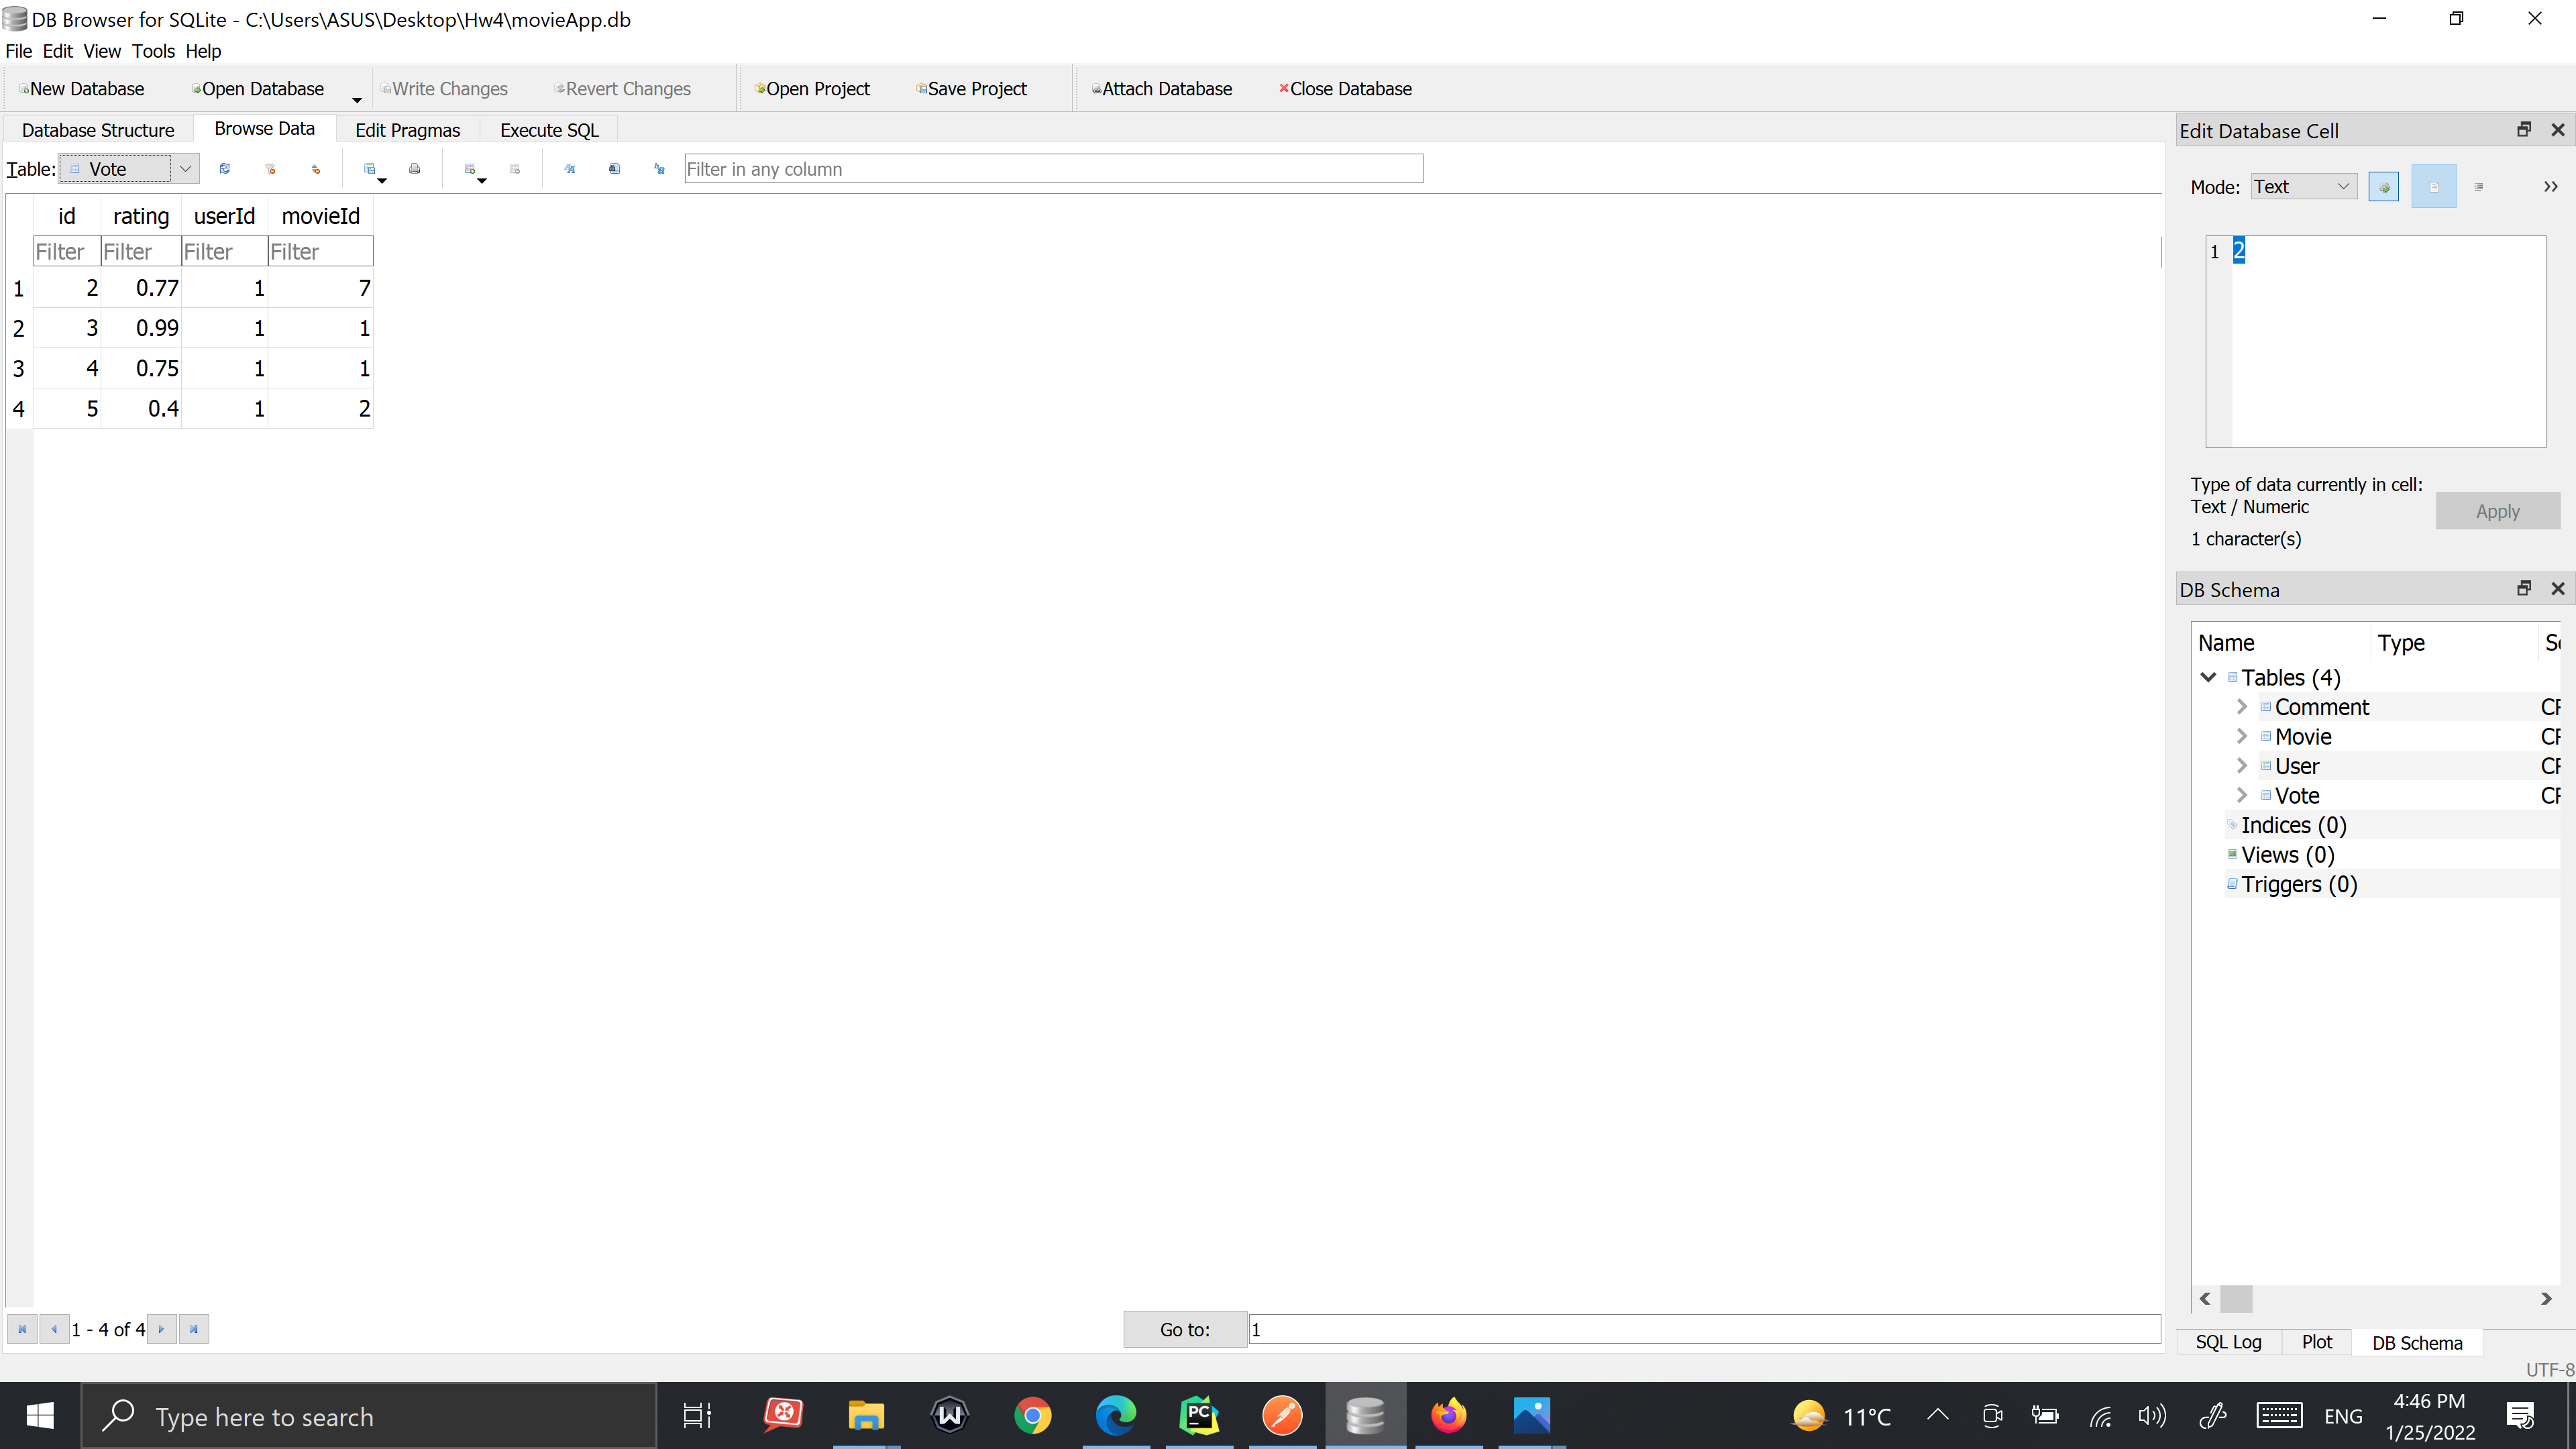 DB Browser for SQLite - C:\Users\ASUS\Desktop\Hw4\movieApp.db
File Edit View Tools Help
New Database Open Database Write Changes Revert Changes Open Project Save Project Attach Database Close Database
Database Structure Browse Data Edit Pragmas Execute SQL
Table: Vote Filter in any column
id rating userId movieId
Filter Filter Filter Filter
1 2 0.77 1 7
2 3 0.99 1 1
3 4 0.75 1 1
4 5 0.4 1 2
1 - 4 of 4 Go to: 1
Edit Database Cell
Mode: Text
1 2
Type of data currently in cell:
Text / Numeric
Apply
1 character(s)
DB Schema
Name Type
Tables (4)
Comment
Movie
User
Vote
Indices (0)
Views (0)
Triggers (0)
SQL Log Plot DB Schema
UTF-8
Type here to search
PC
11°C ENG 4:46 PM
1/25/2022